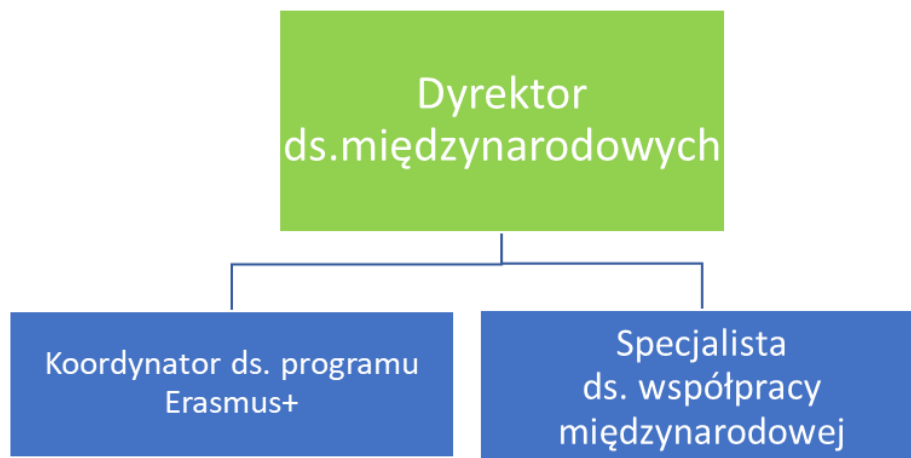 Dyrektor
ds.międzynarodowych
Koordynator ds. programu
Erasmus+
Specjalista
ds. współpracy
międzynarodowej